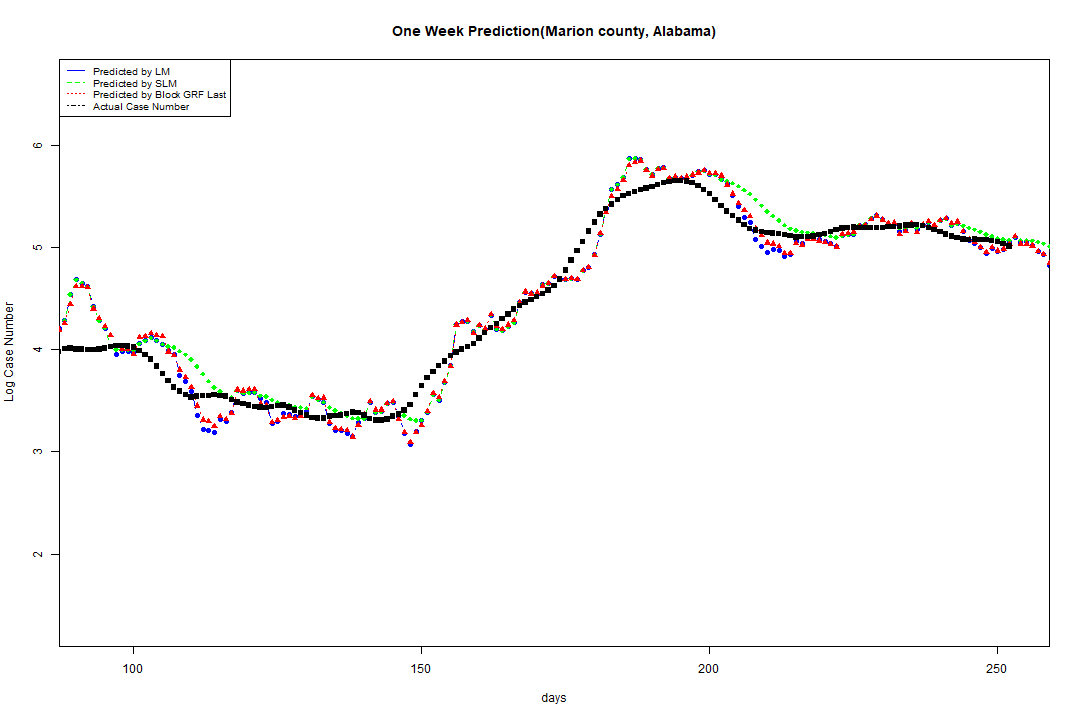 One Week Prediction(Marion county, Alabama)
Predicted by LM
Predicted by SLM
Predicted by Block GRF Last
Actual Case Number
6
5
4
3
2
Log Case Number
100 150 200 250
days